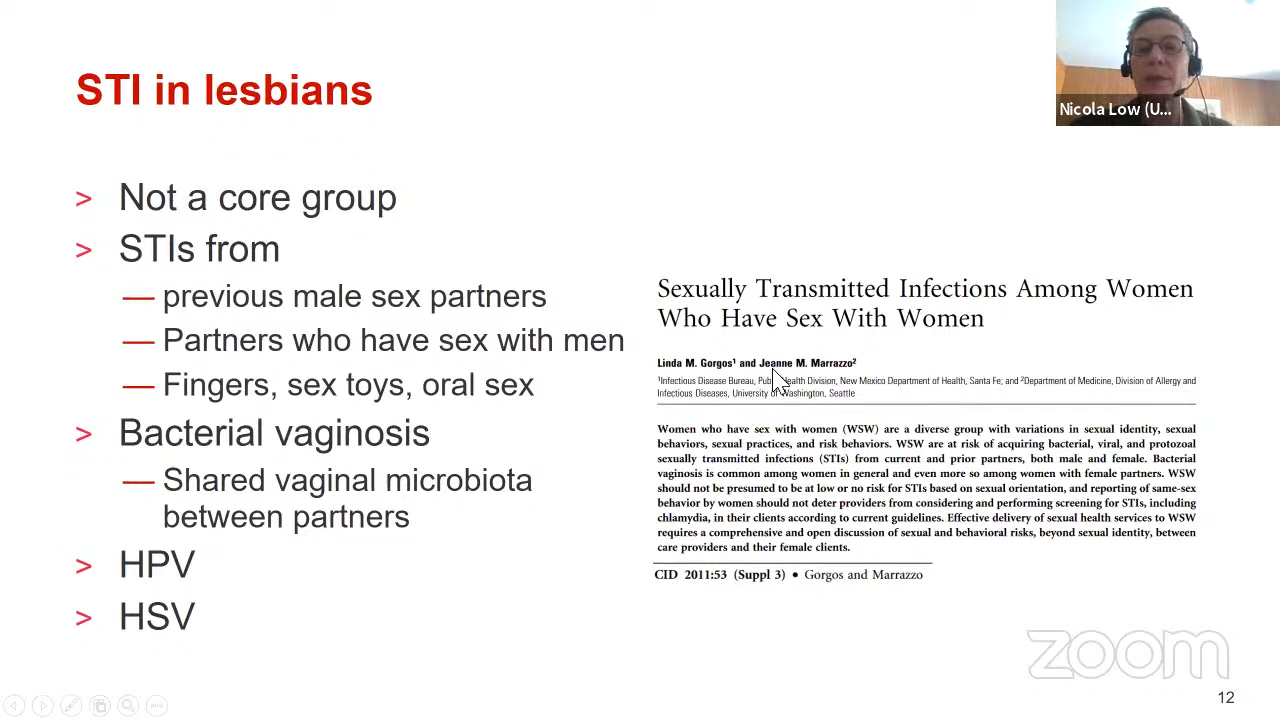 STI in lesbians
Nicola Low (U...
> Not a core group
> STIs from
— previous male sex partners
— Partners who have sex with men
— Fingers, sex toys, oral sex
> Bacterial vaginosis
— Shared vaginal microbiota
between partners
> HPV
> HSV
Sexually Transmitted Infections Among Women
Who Have Sex With Women
Linda M. Gorgos¹ and Jeanne M. Marrazzo²
¹Infectious Disease Bureau, Public Health Division, New Mexico Department of Health, Santa Fe; and ²Department of Medicine, Division of Allergy and
Infectious Diseases, University of Washington, Seattle
Women who have sex with women (WSW) are a diverse group with variations in sexual identity, sexual
behaviors, sexual practices, and risk behaviors. WSW are at risk of acquiring bacterial, viral, and protozoal
sexually transmitted infections (STIs) from current and prior partners, both male and female. Bacterial
vaginosis is common among women in general and even more so among women with female partners. WSW
should not be presumed to be at low or no risk for STIs based on sexual orientation, and reporting of same-sex
behavior by women should not deter providers from considering and performing screening for STIs, including
chlamydia, in their clients according to current guidelines. Effective delivery of sexual health services to WSW
requires a comprehensive and open discussion of sexual and behavioral risks, beyond sexual identity, between
care providers and their female clients.
CID 2011:53 (Suppl 3) • Gorgos and Marrazzo
zoom
12